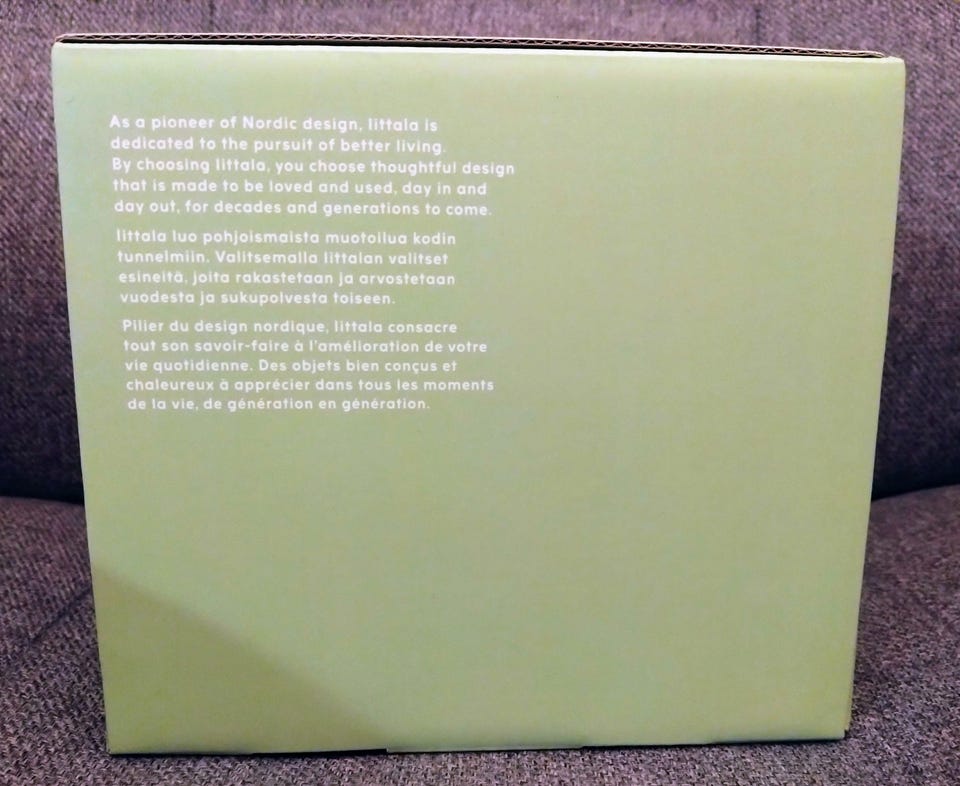 As a pioneer of Nordic design, Iittala is
dedicated to the pursuit of better living.
By choosing Iittala, you choose thoughtful design
that is made to be loved and used, day in and
day out, for decades and generations to come.
Iittala luo pohjoismaista muotoilua kodin
tunnelmiin. Valitsemalla Iittalan valitset
esineitä, joita rakastetaan ja arvostetaan
vuodesta ja sukupolvesta toiseen.
Pilier du design nordique, Iittala consacre
tout son savoir-faire à l'amélioration de votre
vie quotidienne. Des objets bien conçus et
chaleureux à apprécier dans tous les moments
de la vie, de génération en génération.